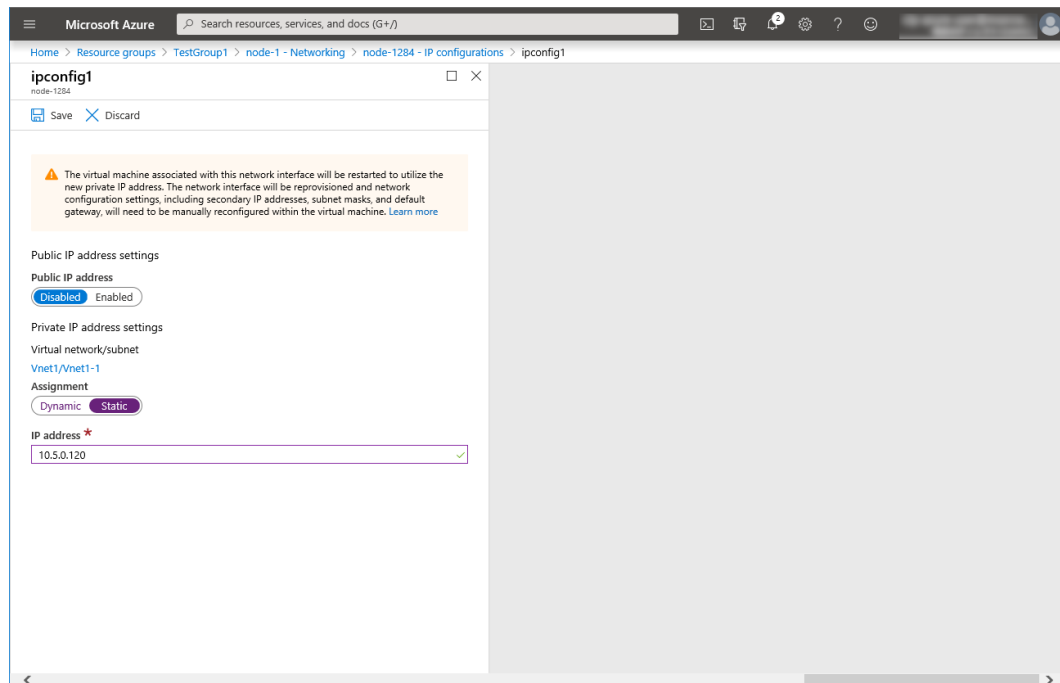 Microsoft Azure
Search resources, services, and docs (G+/)
2
Home > Resource groups > TestGroup1 > node-1 - Networking > node-1284 - IP configurations > ipconfig1
ipconfig1
node-1284
Save Discard
The virtual machine associated with this network interface will be restarted to utilize the
new private IP address. The network interface will be reprovisioned and network
configuration settings, including secondary IP addresses, subnet masks, and default
gateway, will need to be manually reconfigured within the virtual machine. Learn more
Public IP address settings
Public IP address
Disabled Enabled
Private IP address settings
Virtual network/subnet
Vnet1/Vnet1-1
Assignment
Dynamic Static
IP address *
10.5.0.120